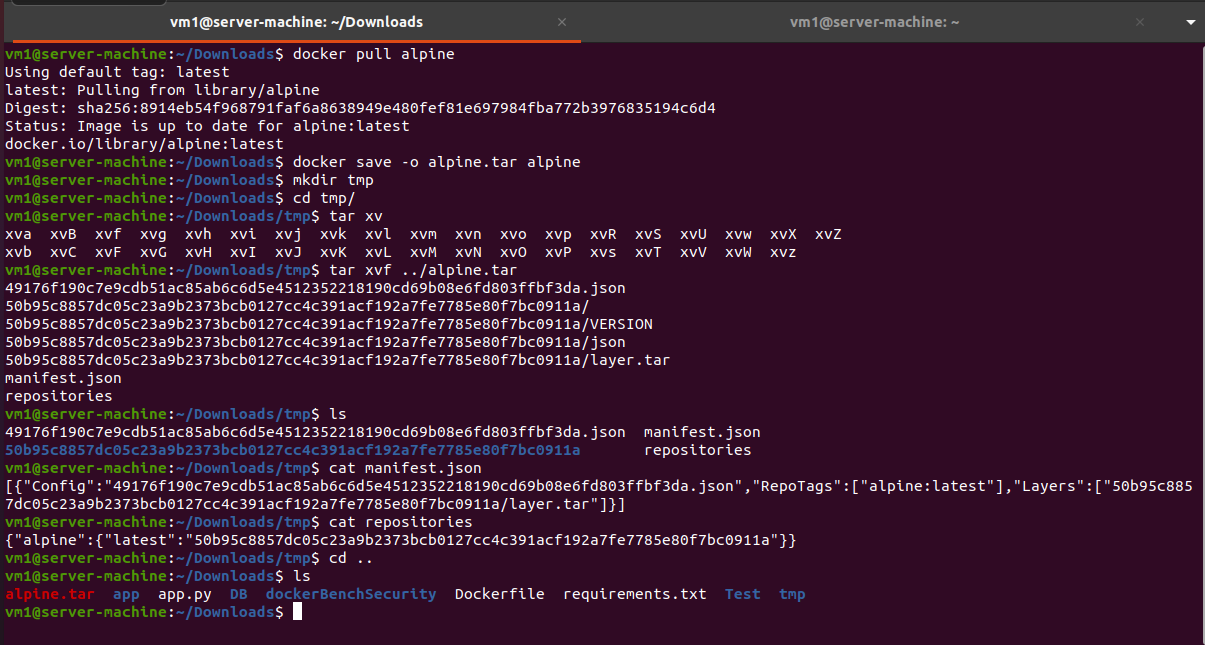 vm1@server-machine: ~/Downloads × vm1@server-machine: ~ ×
vm1@server-machine:~/Downloads$ docker pull alpine
Using default tag: latest
latest: Pulling from library/alpine
Digest: sha256:8914eb54f968791faf6a8638949e480fef81e697984fba772b3976835194c6d4
Status: Image is up to date for alpine:latest
docker.io/library/alpine:latest
vm1@server-machine:~/Downloads$ docker save -o alpine.tar alpine
vm1@server-machine:~/Downloads$ mkdir tmp
vm1@server-machine:~/Downloads$ cd tmp/
vm1@server-machine:~/Downloads/tmp$ tar xv
xva xvB xvf xvg xvh xvi xvj xvk xvl xvm xvn xvo xvp xvR xvS xvU xvw xvX xvZ
xvb xvC xvF xvG xvH xvI xvJ xvK xvL xvM xvN xvO xvP xvs xvT xvV xvW xvz
vm1@server-machine:~/Downloads/tmp$ tar xvf ../alpine.tar
49176f190c7e9cdb51ac85ab6c6d5e4512352218190cd69b08e6fd803ffbf3da.json
50b95c8857dc05c23a9b2373bcb0127cc4c391acf192a7fe7785e80f7bc0911a/
50b95c8857dc05c23a9b2373bcb0127cc4c391acf192a7fe7785e80f7bc0911a/VERSION
50b95c8857dc05c23a9b2373bcb0127cc4c391acf192a7fe7785e80f7bc0911a/json
50b95c8857dc05c23a9b2373bcb0127cc4c391acf192a7fe7785e80f7bc0911a/layer.tar
manifest.json
repositories
vm1@server-machine:~/Downloads/tmp$ ls
49176f190c7e9cdb51ac85ab6c6d5e4512352218190cd69b08e6fd803ffbf3da.json manifest.json
50b95c8857dc05c23a9b2373bcb0127cc4c391acf192a7fe7785e80f7bc0911a repositories
vm1@server-machine:~/Downloads/tmp$ cat manifest.json
[{"Config":"49176f190c7e9cdb51ac85ab6c6d5e4512352218190cd69b08e6fd803ffbf3da.json","RepoTags":["alpine:latest"],"Layers":["50b95c885
7dc05c23a9b2373bcb0127cc4c391acf192a7fe7785e80f7bc0911a/layer.tar"]}]
vm1@server-machine:~/Downloads/tmp$ cat repositories
{"alpine":{"latest":"50b95c8857dc05c23a9b2373bcb0127cc4c391acf192a7fe7785e80f7bc0911a"}}
vm1@server-machine:~/Downloads/tmp$ cd ..
vm1@server-machine:~/Downloads$ ls
alpine.tar app app.py DB dockerBenchSecurity Dockerfile requirements.txt Test tmp
vm1@server-machine:~/Downloads$